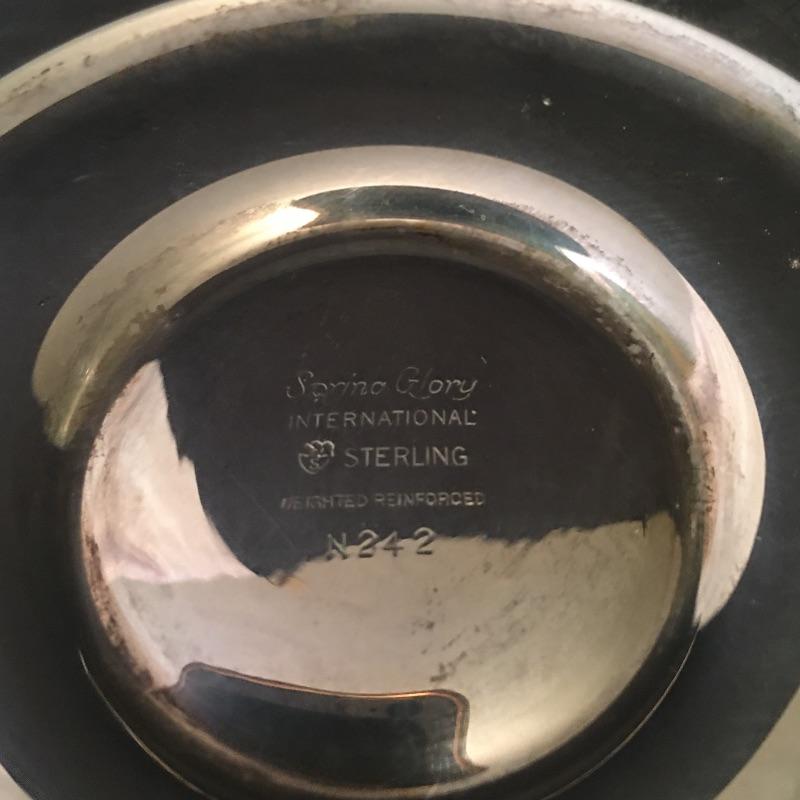 Spring Glory
INTERNATIONAL
STERLING
WEIGHTED REINFORCED
N242